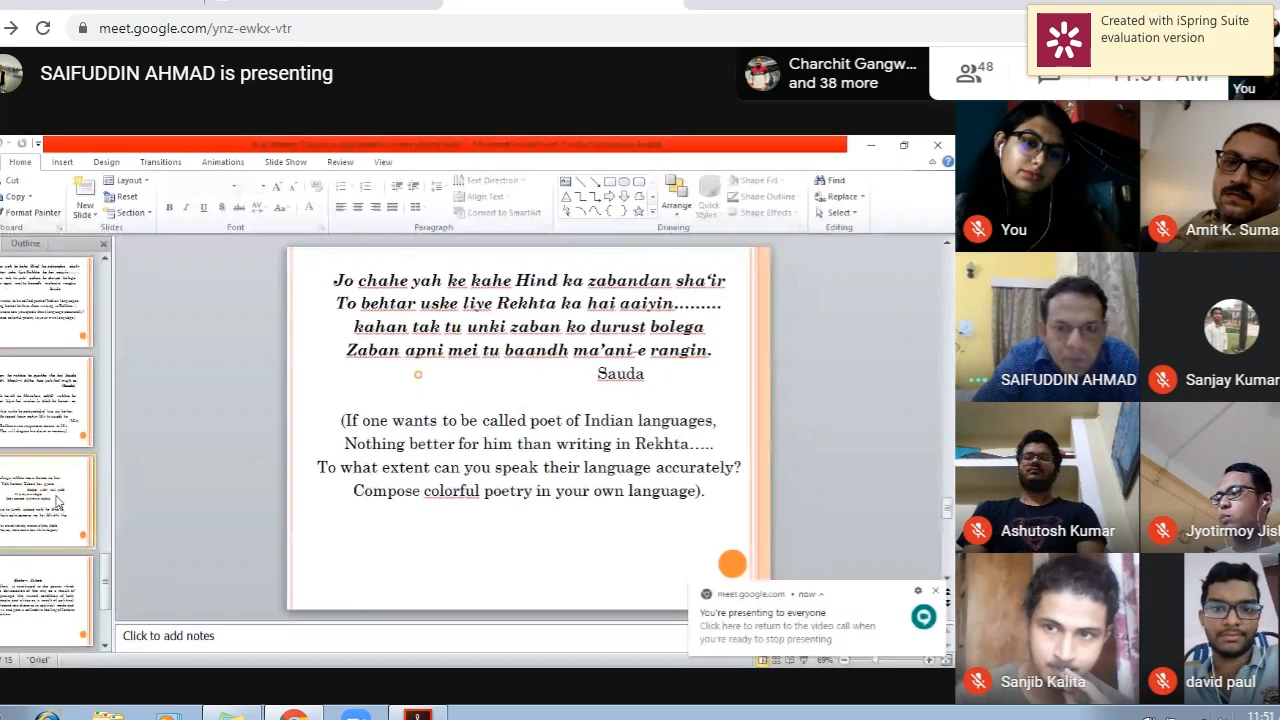 meet.google.com/ynz-ewkx-vtr
Created with iSpring Suite
evaluation version
SAIFUDDIN AHMAD is presenting
Charchit Gangw...
and 38 more
48
11:51 AM
You
Home Insert Design Transitions Animations Slide Show Review View
Cut
Copy
Format Painter
New
Slide
Layout
Reset
Section
Slides
Font
Text Direction
Align Text
Convert to SmartArt
Paragraph
Arrange
Quick
Styles
Shape Fill
Shape Outline
Shape Effects
Drawing
Find
Replace
Select
Editing
Outline
Jo chahe yah ke kahe Hind ka zabandan sha‘ir
To behtar uske liye Rekhta ka hai aaiyin.........
kahan tak tu unki zaban ko durust bolega
Zaban apni mei tu baandh ma’ani-e rangin.
Sauda
(If one wants to be called poet of Indian languages,
Nothing better for him than writing in Rekhta.....
To what extent can you speak their language accurately?
Compose colorful poetry in your own language).
Click to add notes
15 "Oriel"
69%
meet.google.com • now
You're presenting to everyone
Click here to return to the video call when
you're ready to stop presenting
You
Amit K. Suma
SAIFUDDIN AHMAD
Sanjay Kumar
Ashutosh Kumar
Jyotirmoy Jis
Sanjib Kalita
david paul
11:51